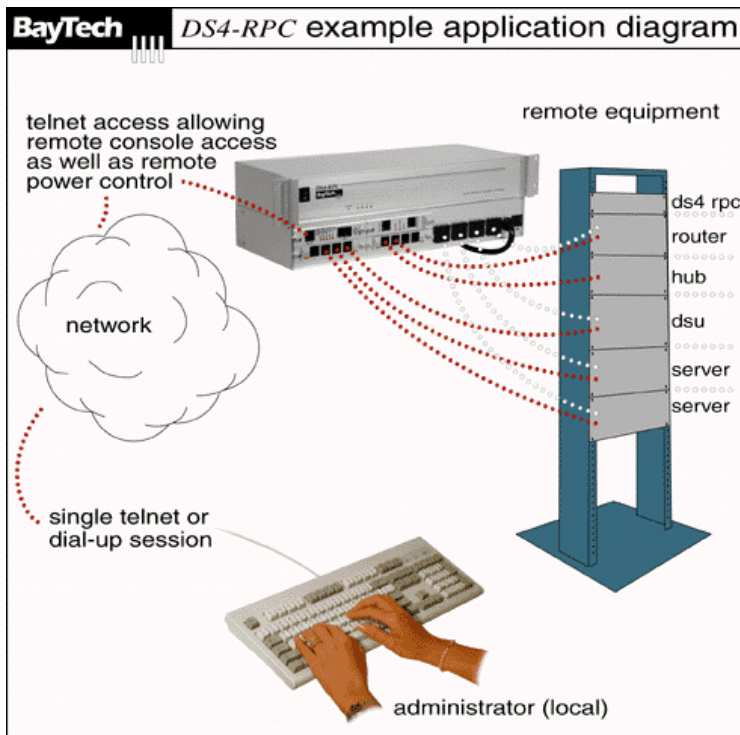 BayTech
DS4-RPC example application diagram
telnet access allowing
remote console access
as well as remote
power control
remote equipment
ds4 rpc
router
hub
dsu
server
server
network
single telnet or
dial-up session
administrator (local)